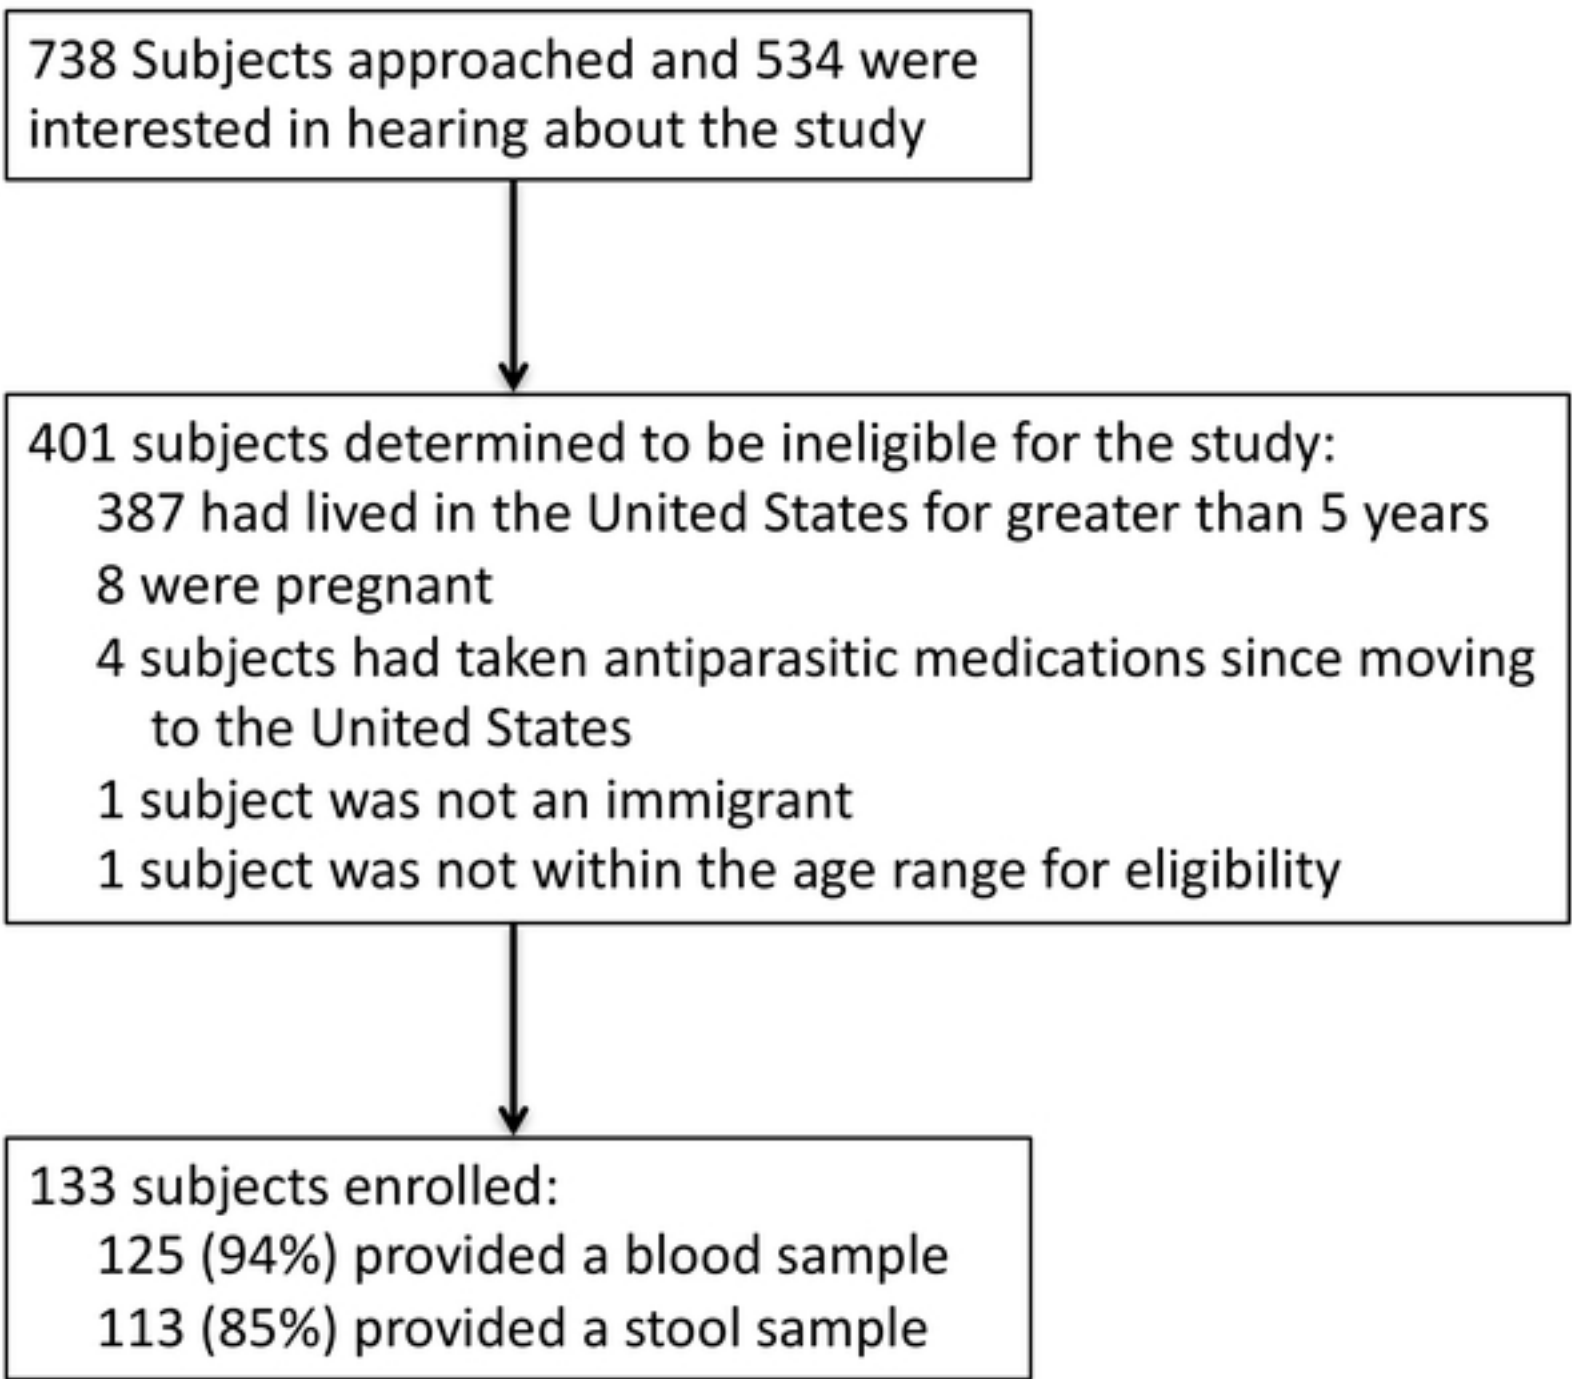 738 Subjects approached and 534 were
interested in hearing about the study
401 subjects determined to be ineligible for the study:
387 had lived in the United States for greater than 5 years
8 were pregnant
4 subjects had taken antiparasitic medications since moving
to the United States
1 subject was not an immigrant
1 subject was not within the age range for eligibility
133 subjects enrolled:
125 (94%) provided a blood sample
113 (85%) provided a stool sample